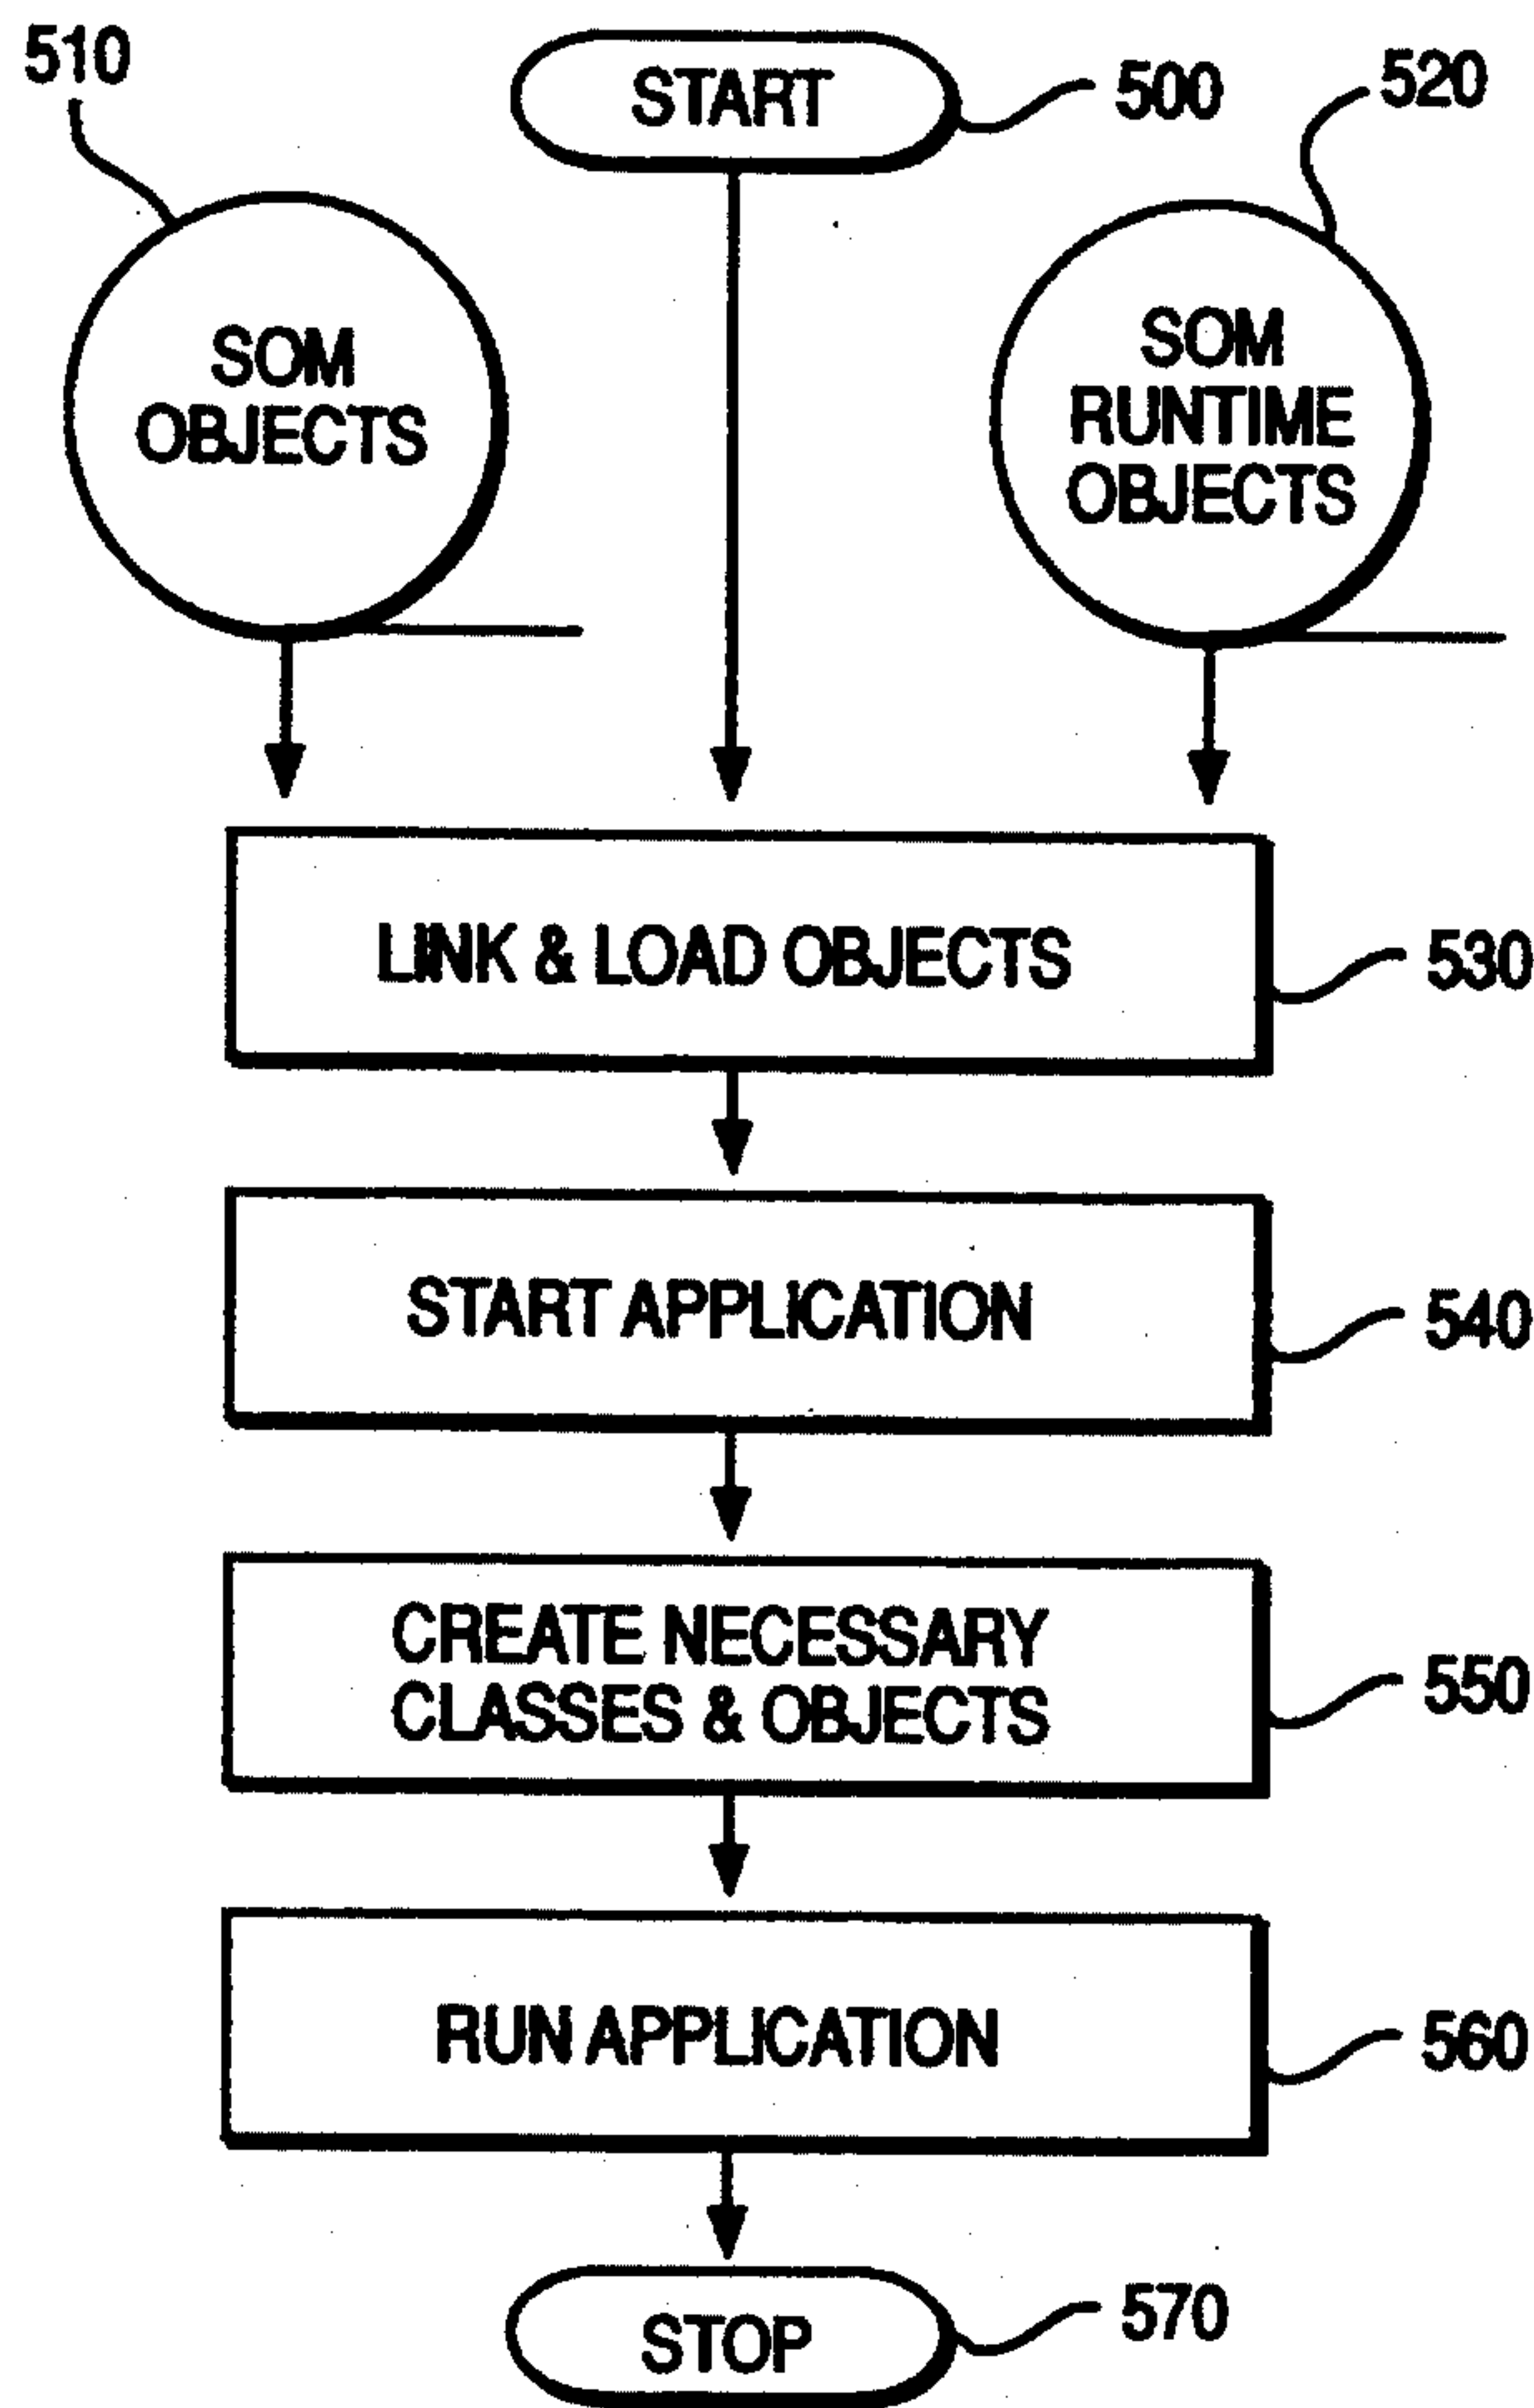 510
START
500
520
SOM
OBJECTS
SOM
RUNTIME
OBJECTS
LINK & LOAD OBJECTS
530
START APPLICATION
540
CREATE NECESSARY
CLASSES & OBJECTS
550
RUN APPLICATION
560
STOP
570